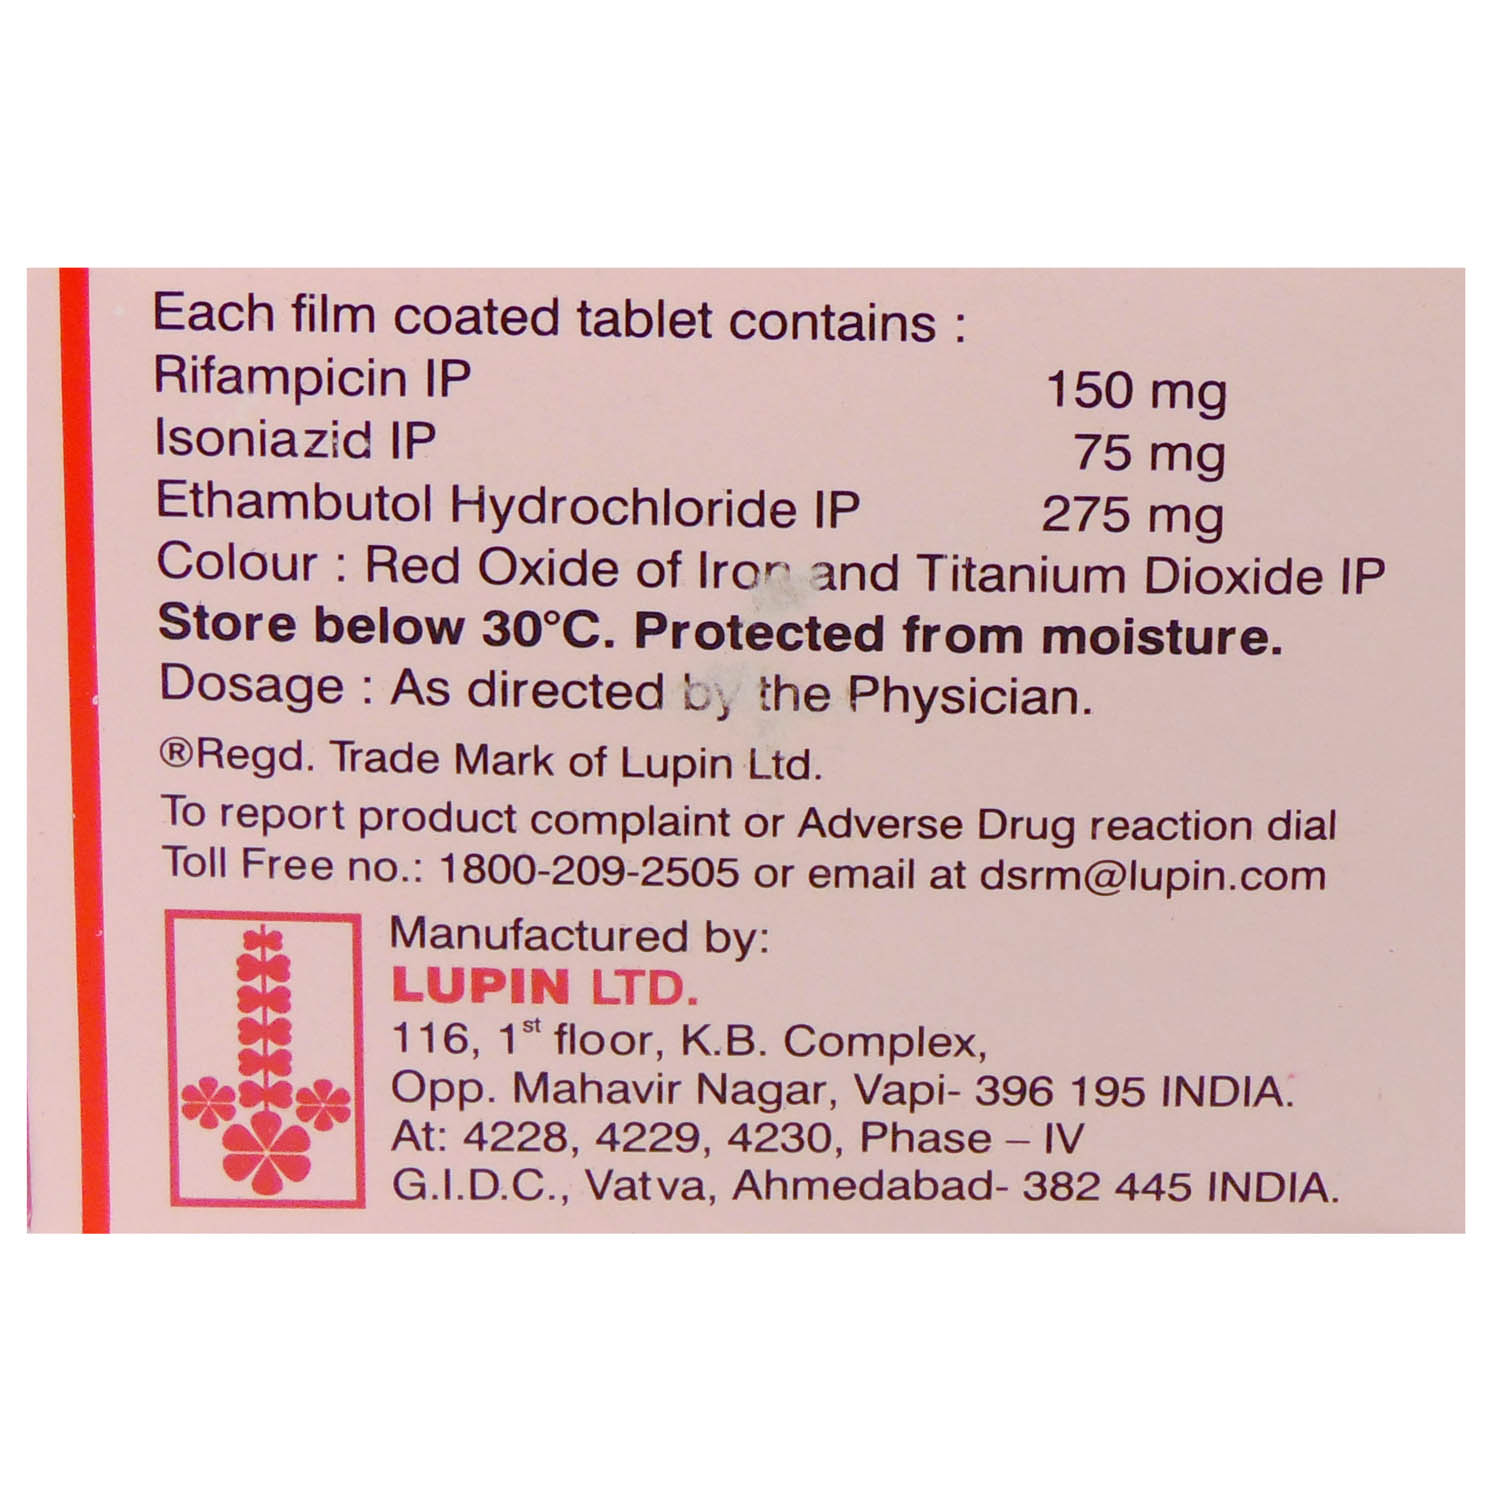 Each film coated tablet contains :
Rifampicin IP 150 mg
Isoniazid IP 75 mg
Ethambutol Hydrochloride IP 275 mg
Colour : Red Oxide of Iron and Titanium Dioxide IP
Store below 30°C. Protected from moisture.
Dosage : As directed by the Physician.
®Regd. Trade Mark of Lupin Ltd.
To report product complaint or Adverse Drug reaction dial
Toll Free no.: 1800-209-2505 or email at dsrm@lupin.com
Manufactured by:
LUPIN LTD.
116, 1st floor, K.B. Complex,
Opp. Mahavir Nagar, Vapi- 396 195 INDIA.
At: 4228, 4229, 4230, Phase – IV
G.I.D.C., Vatva, Ahmedabad- 382 445 INDIA.